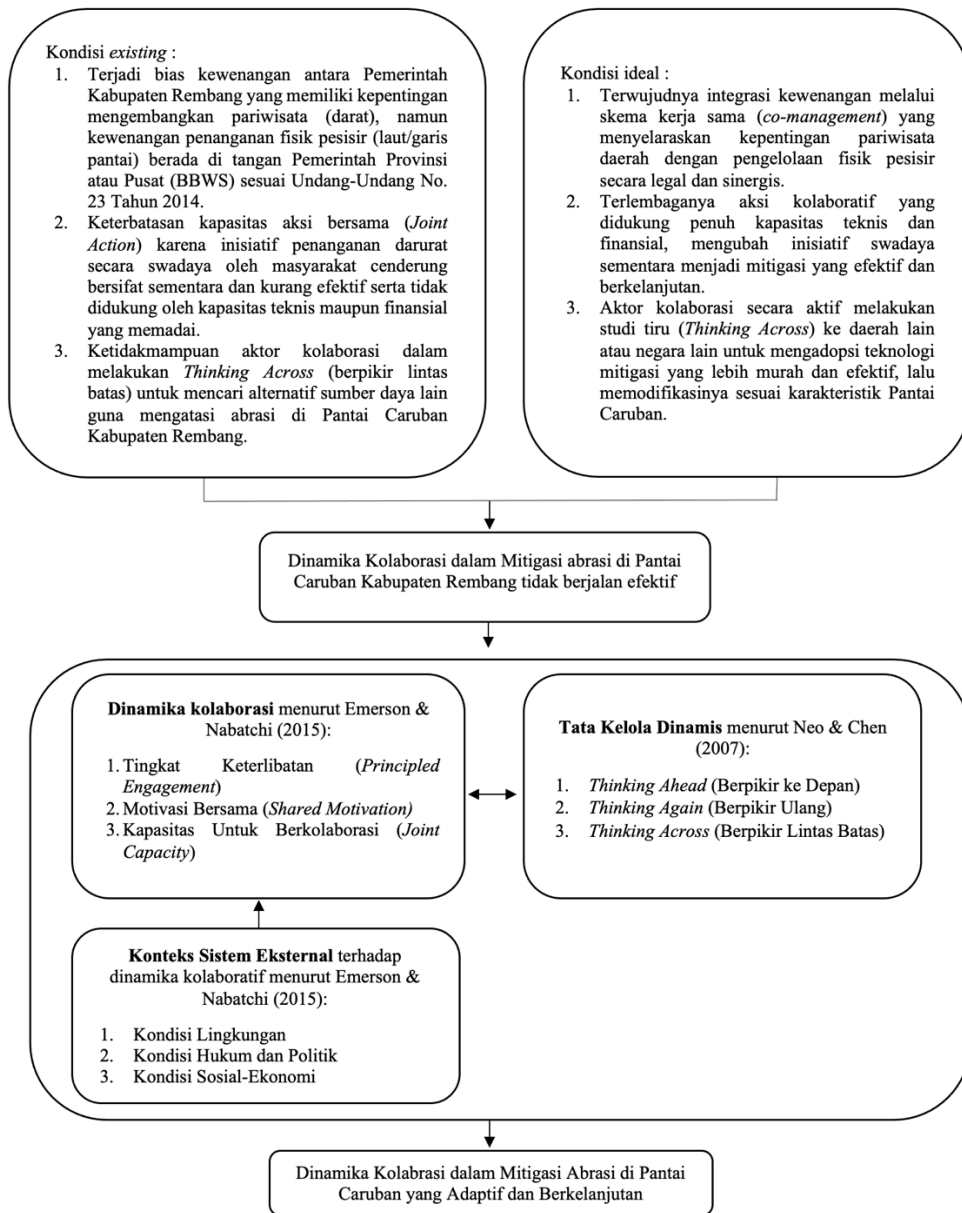 Kondisi existing :
1. Terjadi bias kewenangan antara Pemerintah
Kabupaten Rembang yang memiliki kepentingan
mengembangkan pariwisata (darat), namun
kewenangan penanganan fisik pesisir (laut/garis
pantai) berada di tangan Pemerintah Provinsi
atau Pusat (BBWS) sesuai Undang-Undang No.
23 Tahun 2014.
2. Keterbatasan kapasitas aksi bersama (Joint
Action) karena inisiatif penanganan darurat
secara swadaya oleh masyarakat cenderung
bersifat sementara dan kurang efektif serta tidak
didukung oleh kapasitas teknis maupun finansial
yang memadai.
3. Ketidakmampuan aktor kolaborasi dalam
melakukan Thinking Across (berpikir lintas
batas) untuk mencari alternatif sumber daya lain
guna mengatasi abrasi di Pantai Caruban
Kabupaten Rembang.
Kondisi ideal :
1. Terwujudnya integrasi kewenangan melalui
skema kerja sama (co-management) yang
menyelaraskan kepentingan pariwisata
daerah dengan pengelolaan fisik pesisir
secara legal dan sinergis.
2. Terlembaganya aksi kolaboratif yang
didukung penuh kapasitas teknis dan
finansial, mengubah inisiatif swadaya
sementara menjadi mitigasi yang efektif dan
berkelanjutan.
3. Aktor kolaborasi secara aktif melakukan
studi tiru (Thinking Across) ke daerah lain
atau negara lain untuk mengadopsi teknologi
mitigasi yang lebih murah dan efektif, lalu
memodifikasinya sesuai karakteristik Pantai
Caruban.
Dinamika Kolaborasi dalam Mitigasi abrasi di Pantai
Caruban Kabupaten Rembang tidak berjalan efektif
Dinamika kolaborasi menurut Emerson &
Nabatchi (2015):
1. Tingkat Keterlibatan (Principled
Engagement)
2. Motivasi Bersama (Shared Motivation)
3. Kapasitas Untuk Berkolaborasi (Joint
Capacity)
Tata Kelola Dinamis menurut Neo & Chen
(2007):
1. Thinking Ahead (Berpikir ke Depan)
2. Thinking Again (Berpikir Ulang)
3. Thinking Across (Berpikir Lintas Batas)
Konteks Sistem Eksternal terhadap
dinamika kolaboratif menurut Emerson &
Nabatchi (2015):
1. Kondisi Lingkungan
2. Kondisi Hukum dan Politik
3. Kondisi Sosial-Ekonomi
Dinamika Kolabrasi dalam Mitigasi Abrasi di Pantai
Caruban yang Adaptif dan Berkelanjutan